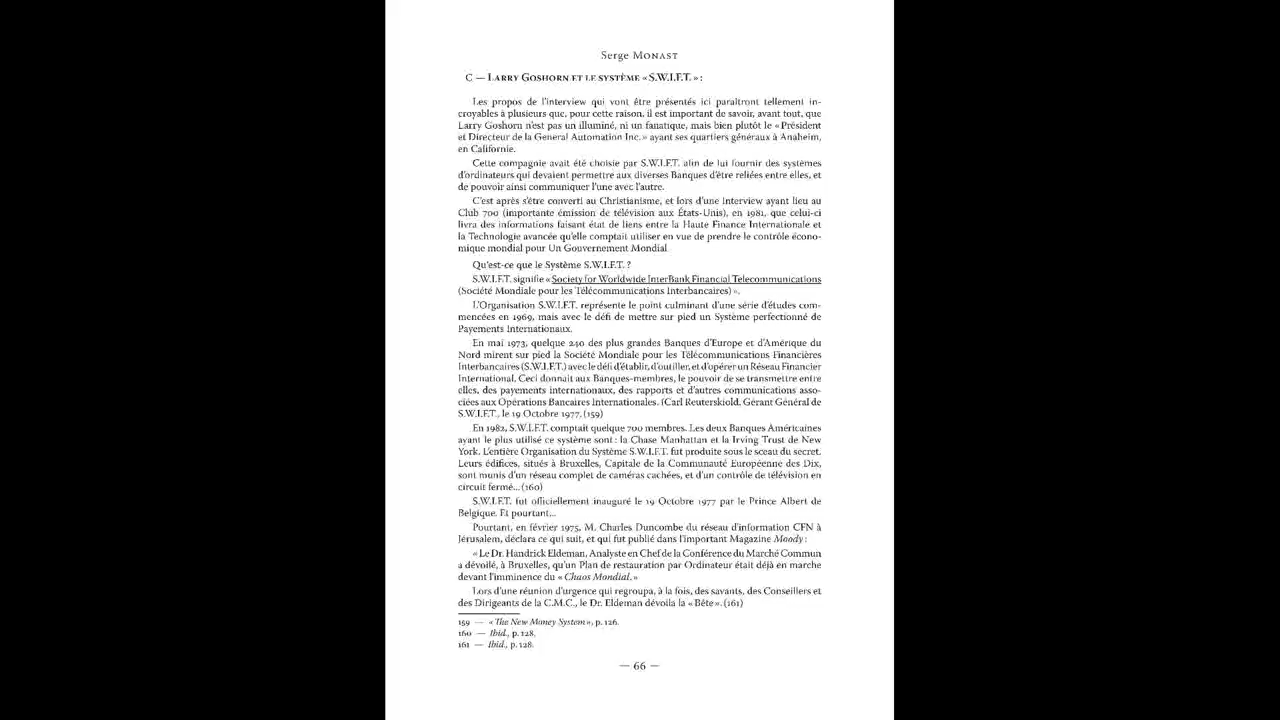 Serge Monast
C — Larry Goshorn et le système « S.W.I.F.T. » :
Les propos de l'interview qui vont être présentés ici paraîtront tellement in-
croyables à plusieurs que, pour cette raison, il est important de savoir, avant tout, que
Larry Goshorn n'est pas un illuminé, ni un fanatique, mais bien plutôt le « Président
et Directeur de la General Automation Inc. » ayant ses quartiers généraux à Anaheim,
en Californie.
Cette compagnie avait été choisie par S.W.I.F.T. afin de lui fournir des systèmes
d'ordinateurs qui devaient permettre aux diverses Banques d'être reliées entre elles, et
de pouvoir ainsi communiquer l'une avec l'autre.
C'est après s'être converti au Christianisme, et lors d'une interview ayant lieu au
Club 700 (importante émission de télévision aux États-Unis), en 1981, que celui-ci
livra des informations faisant état de liens entre la Haute Finance Internationale et
la Technologie avancée qu'elle comptait utiliser en vue de prendre le contrôle écono-
mique mondial pour Un Gouvernement Mondial
Qu'est-ce que le Système S.W.I.F.T. ?
S.W.I.F.T. signifie « Society for Worldwide InterBank Financial Telecommunications
(Société Mondiale pour les Télécommunications Interbancaires) ».
L'Organisation S.W.I.F.T. représente le point culminant d'une série d'études com-
mencées en 1969, mais avec le défi de mettre sur pied un Système perfectionné de
Payements Internationaux.
En mai 1973, quelque 240 des plus grandes Banques d'Europe et d'Amérique du
Nord mirent sur pied la Société Mondiale pour les Télécommunications Financières
Interbancaires (S.W.I.F.T.) avec le défi d'établir, d'outiller, et d'opérer un Réseau Financier
International. Ceci donnait aux Banques-membres, le pouvoir de se transmettre entre
elles, des payements internationaux, des rapports et d'autres communications asso-
ciées aux Opérations Bancaires Internationales. (Carl Reuterskiold, Gérant Général de
S.W.I.F.T., le 19 Octobre 1977. (159)
En 1982, S.W.I.F.T. comptait quelque 700 membres. Les deux Banques Américaines
ayant le plus utilisé ce système sont : la Chase Manhattan et la Irving Trust de New
York. L'entière Organisation du Système S.W.I.F.T. fut produite sous le sceau du secret.
Leurs édifices, situés à Bruxelles, Capitale de la Communauté Européenne des Dix,
sont munis d'un réseau complet de caméras cachées, et d'un contrôle de télévision en
circuit fermé... (160)
S.W.I.F.T. fut officiellement inauguré le 19 Octobre 1977 par le Prince Albert de
Belgique. Et pourtant...
Pourtant, en février 1975, M. Charles Duncombe du réseau d'information CFN à
Jérusalem, déclara ce qui suit, et qui fut publié dans l'important Magazine Moody :
« Le Dr. Handrick Eldeman, Analyste en Chef de la Conférence du Marché Commun
a dévoilé, à Bruxelles, qu'un Plan de restauration par Ordinateur était déjà en marche
devant l'imminence du « Chaos Mondial. »
Lors d'une réunion d'urgence qui regroupa, à la fois, des savants, des Conseillers et
des Dirigeants de la C.M.C., le Dr. Eldeman dévoila la « Bête ». (161)
159 — « The New Money System », p. 126.
160 — Ibid., p. 128.
161 — Ibid., p. 128.
— 66 —